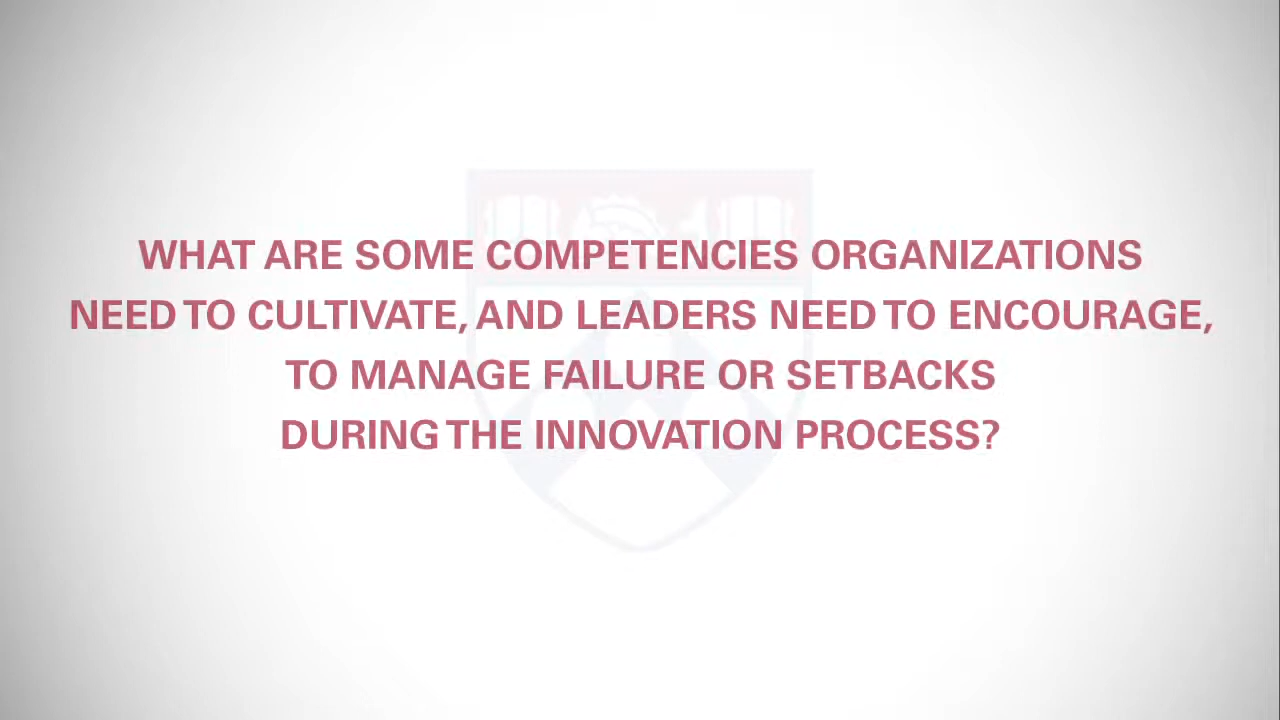 WHAT ARE SOME COMPETENCIES ORGANIZATIONS
NEED TO CULTIVATE, AND LEADERS NEED TO ENCOURAGE,
TO MANAGE FAILURE OR SETBACKS
DURING THE INNOVATION PROCESS?